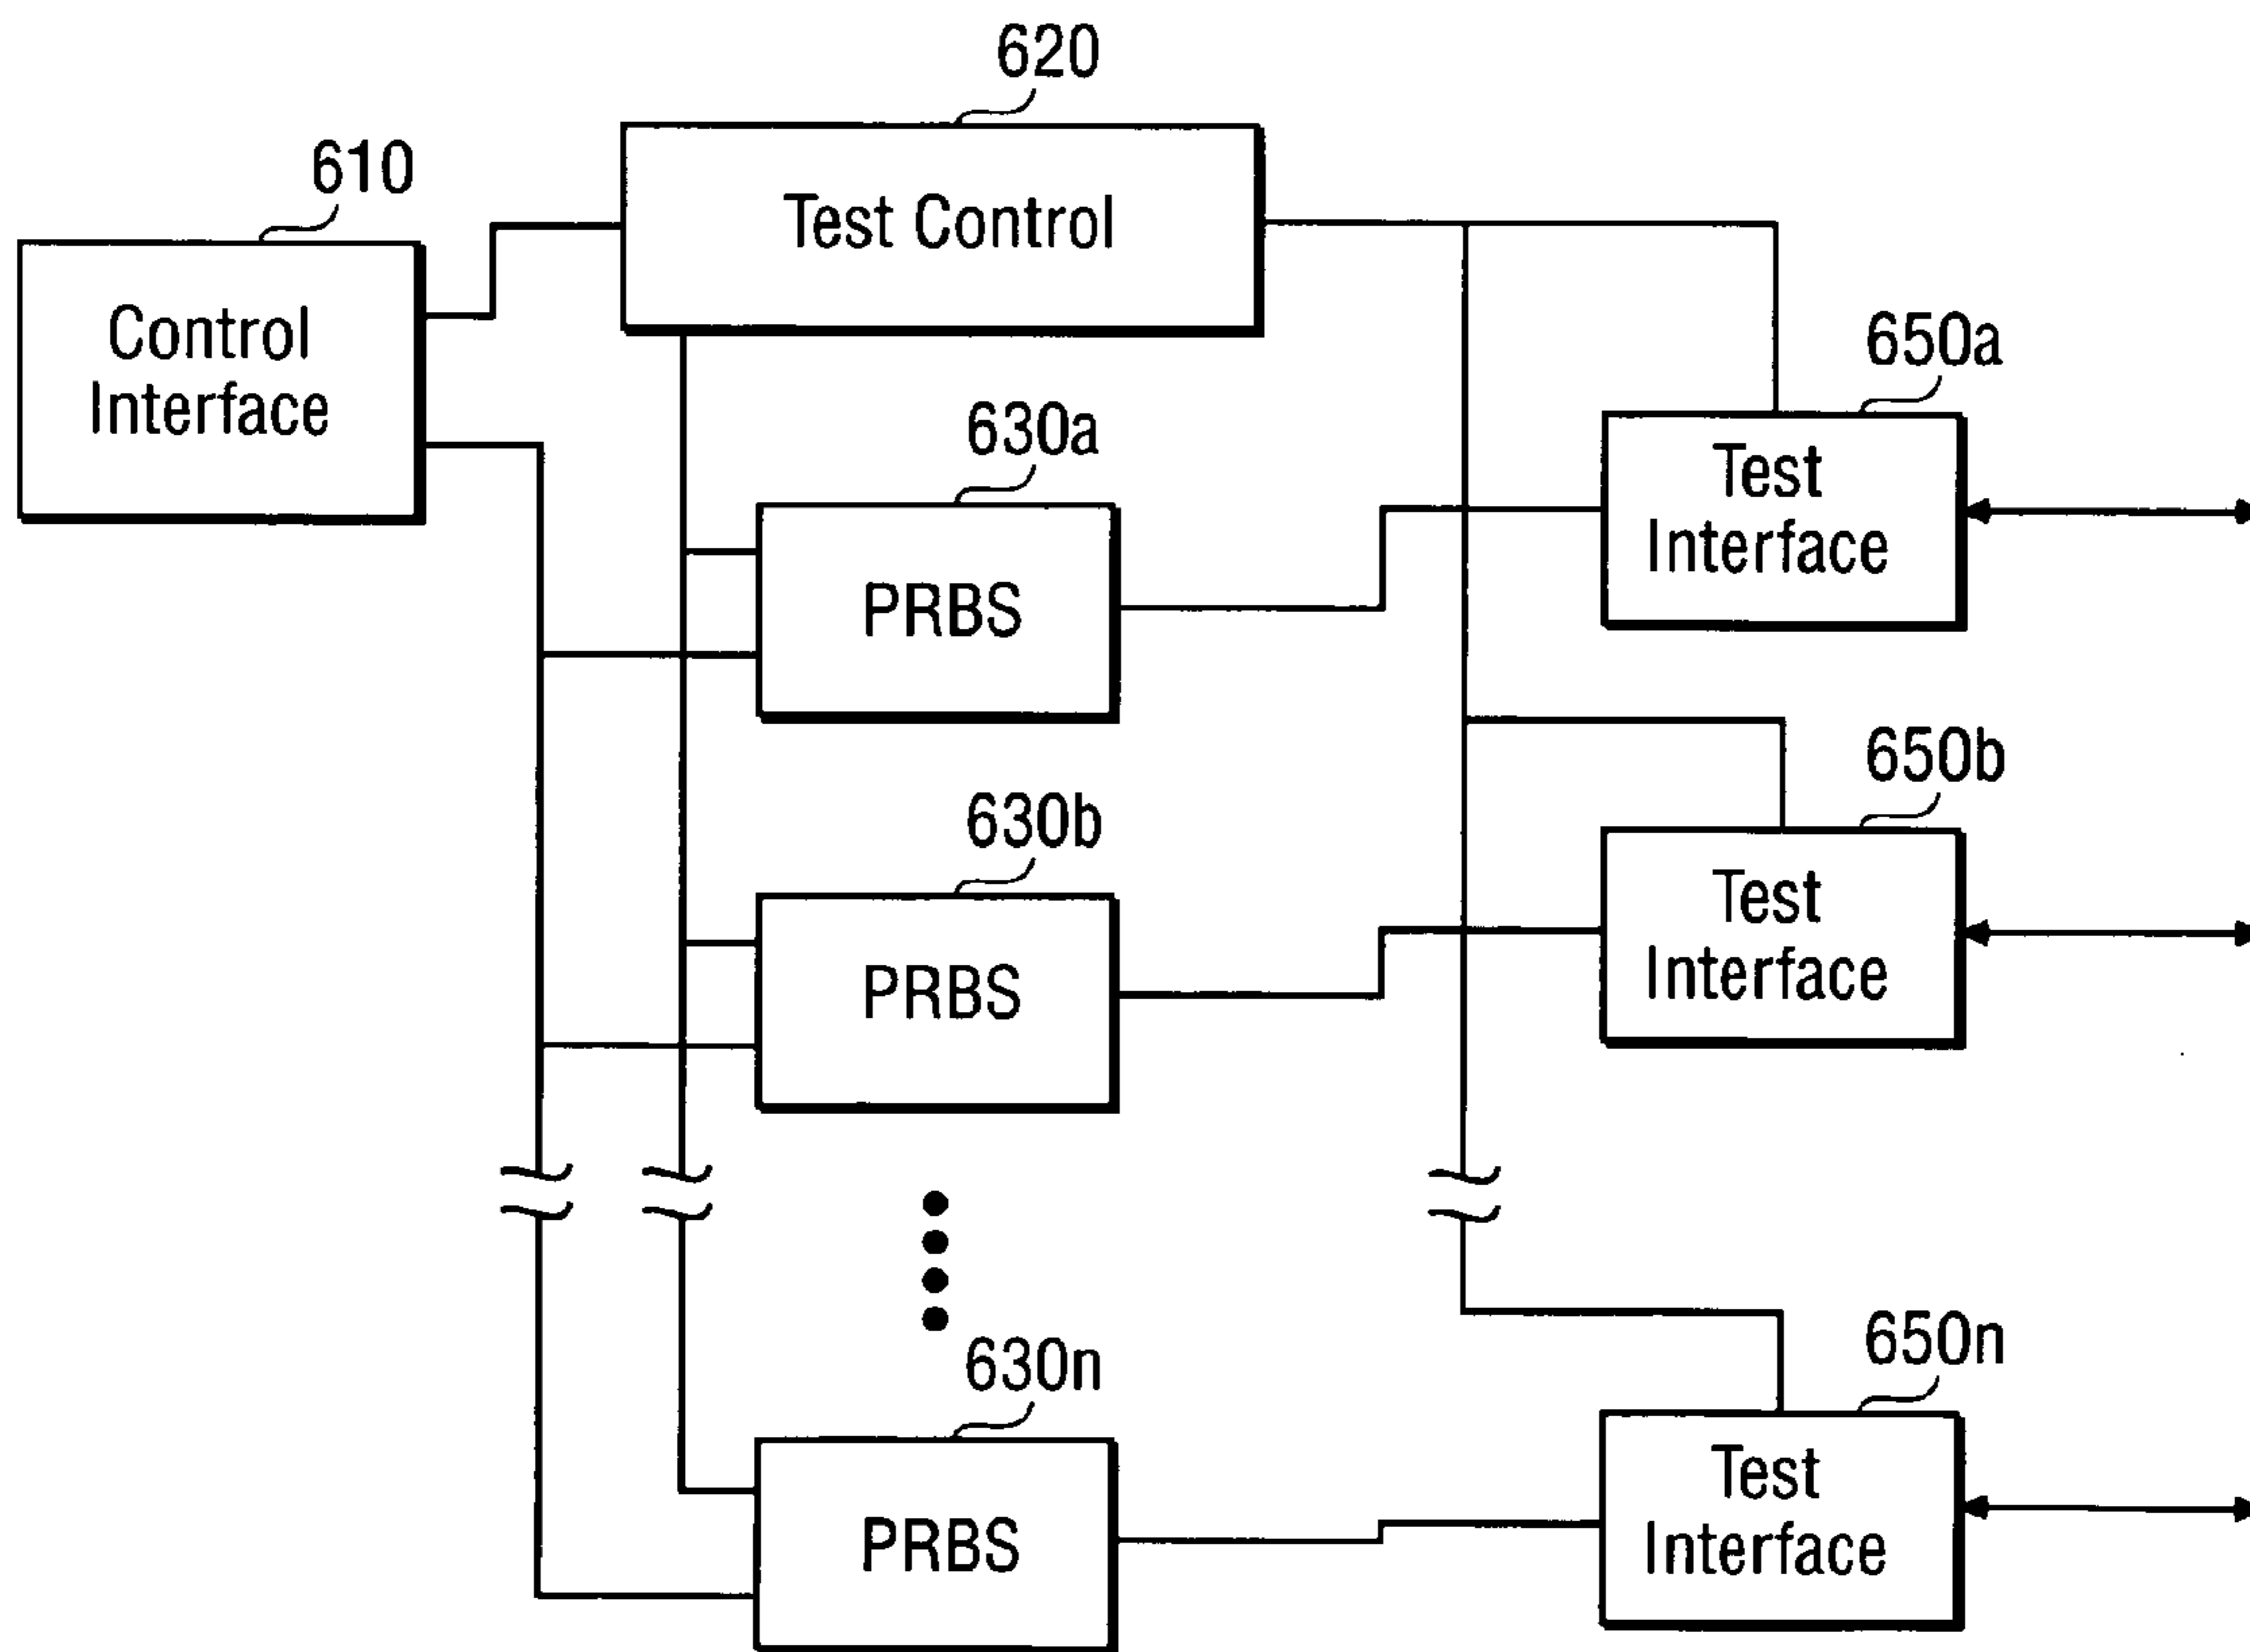 620
610
Test Control
Control
Interface
650a
630a
Test
Interface
PRBS
650b
630b
Test
Interface
PRBS
650n
630n
Test
Interface
PRBS